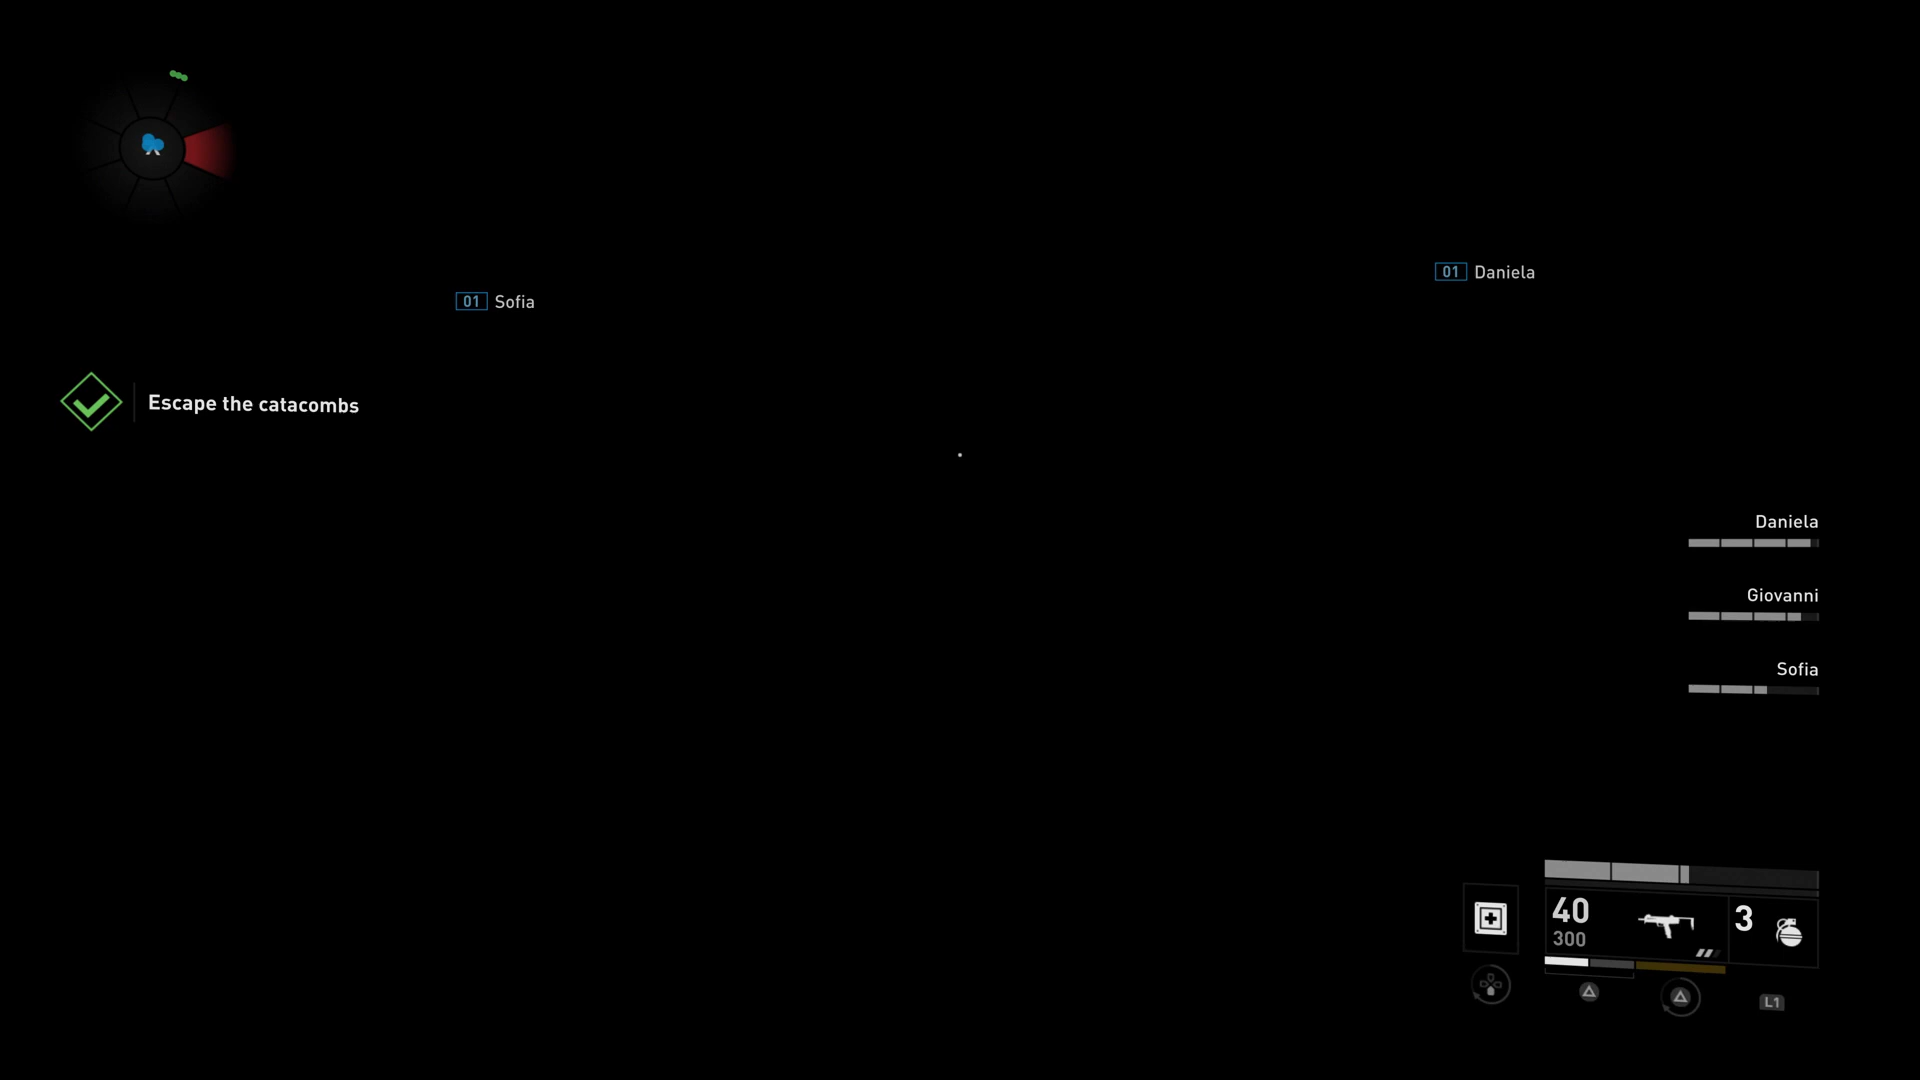 01 Daniela
01 Sofia
Escape the catacombs
Daniela
Giovanni
Sofia
40
300
3
L1